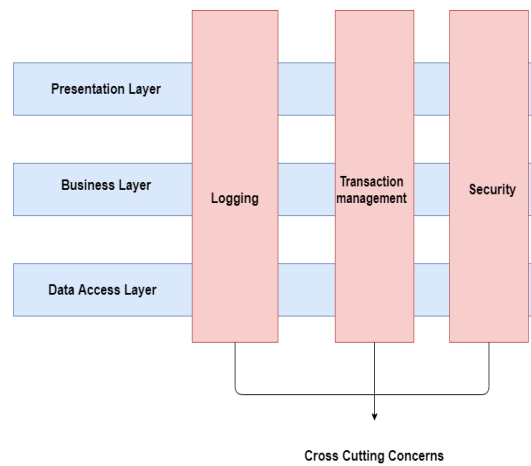 Presentation Layer
Business Layer
Data Access Layer
Logging
Transaction
management
Security
Cross Cutting Concerns